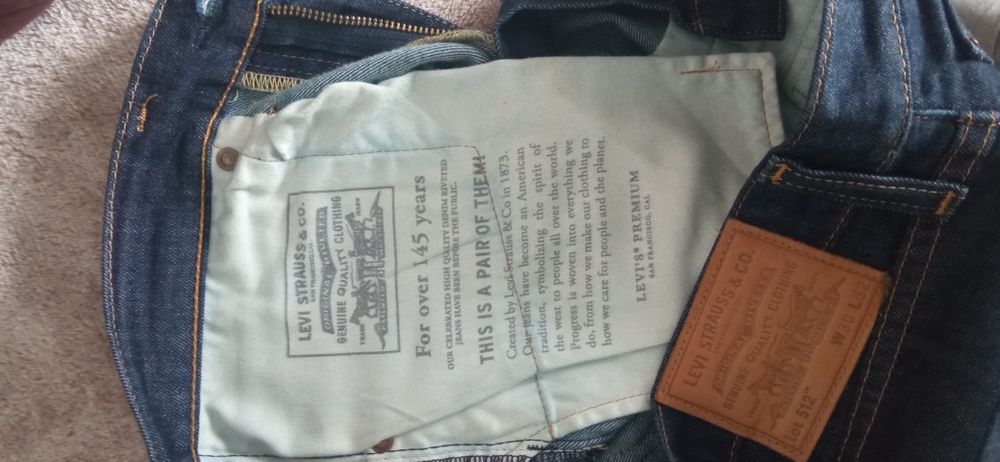 LEVI STRAUSS & CO.
SAN FRANCISCO, CAL.
ORIGINAL RIVETED
GENUINE QUALITY CLOTHING
TRADE MARK
For over 145 years
OUR CELEBRATED HIGH QUALITY DENIM RIVETED
JEANS HAVE BEEN BEFORE THE PUBLIC.
THIS IS A PAIR OF THEM!
Created by Levi Strauss & Co in 1873.
Our jeans have become an American
tradition, symbolizing the spirit of
the west to people all over the world.
Progress is woven into everything we
do, from how we make our clothing to
how we care for people and the planet.
LEVI'S® PREMIUM
SAN FRANCISCO, CAL
LEVI STRAUSS & CO.
GENUINE QUALITY CLOTHING
lot 512™
W L